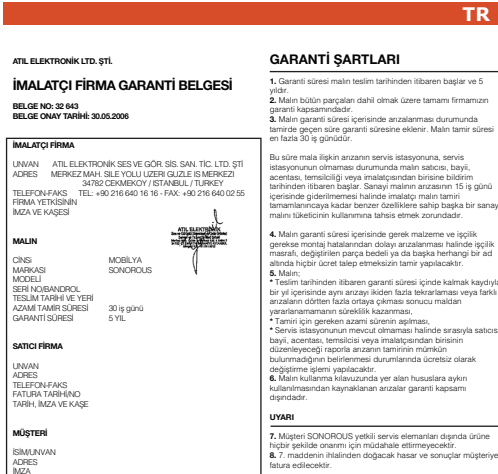 TR
ATIL ELEKTRONİK LTD. ŞTİ.
İMALATÇI FİRMA GARANTİ BELGESİ
BELGE NO: 32 643
BELGE ONAY TARİHİ: 30.05.2006
İMALATÇI FİRMA
UNVAN ATIL ELEKTRONİK SES VE GÖR. SİS. SAN. TİC. LTD. ŞTİ
ADRES MERKEZ MAH. SILE YOLU UZERI GUZELT IS MERKEZI
34782 CEKMEKOY / ISTANBUL / TURKEY
TELEFON-FAKS TEL: +90 216 640 16 16 - FAX: +90 216 640 02 55
FİRMA YETKİSİNİN
İMZA VE KAŞESİ
ATIL ELEKTRONİK
MALIN
CİNSİ MOBİLYA
MARKASI SONOROUS
MODELİ
SERİ NO/BANDROL
TESLİM TARİHİ VE YERİ
AZAMİ TAMİR SÜRESİ 30 iş günü
GARANTİ SÜRESİ 5 YIL
SATICI FİRMA
UNVAN
ADRES
TELEFON-FAKS
FATURA TARİHİ/NO
TARİH, İMZA VE KAŞE
MÜŞTERİ
İSİM/UNVAN
ADRES
İMZA
GARANTİ ŞARTLARI
1. Garanti süresi malın teslim tarihinden itibaren başlar ve 5
yıldır.
2. Malın bütün parçaları dahil olmak üzere tamamı firmamızın
garanti kapsamındadır.
3. Malın garanti süresi içerisinde arızalanması durumunda
tamirde geçen süre garanti süresine eklenir. Malın tamir süresi
en fazla 30 iş günüdür.
Bu süre mala ilişkin arızanın servis istasyonuna, servis
istasyonunun olmaması durumunda malın satıcısı, bayii,
acentası, temsilciliği veya imalatçısından birisine bildirim
tarihinden itibaren başlar. Sanayi malının arızasının 15 iş günü
içerisinde giderilmemesi halinde imalatçı malın tamiri
tamamlanıncaya kadar benzer özelliklere sahip başka bir sanayi
malını tüketicinin kullanımına tahsis etmek zorundadır.
4. Malın garanti süresi içerisinde gerek malzeme ve işçilik
gerekse montaj hatalarından dolayı arızalanması halinde işçilik
masrafı, değiştirilen parça bedeli ya da başka herhangi bir ad
altında hiçbir ücret talep etmeksizin tamir yapılacaktır.
5. Malın;
* Teslim tarihinden itibaren garanti süresi içinde kalmak kaydıyla
bir yıl içerisinde aynı arızayı ikiden fazla tekrarlaması veya farklı
arızaların dörtten fazla ortaya çıkması sonucu maldan
yararlanamamanın süreklilik kazanması,
* Tamiri için gereken azami sürenin aşılması,
* Servis istasyonunun mevcut olmaması halinde sırasıyla satıcısı
bayii, acentası, temsilcisi veya imalatçısından birisinin
düzenleyeceği raporla arızanın tamirinin mümkün
bulunmadığının belirlenmesi durumlarında ücretsiz olarak
değiştirme işlemi yapılacaktır.
6. Malın kullanma kılavuzunda yer alan hususlara aykırı
kullanılmasından kaynaklanan arızalar garanti kapsamı
dışındadır.
UYARI
7. Müşteri SONOROUS yetkili servis elemanları dışında ürüne
hiçbir şekilde onarımı için müdahale ettirmeyecektir.
8. 7. maddenin ihlalinden doğacak hasar ve sonuçlar müşteriye
fatura edilecektir.